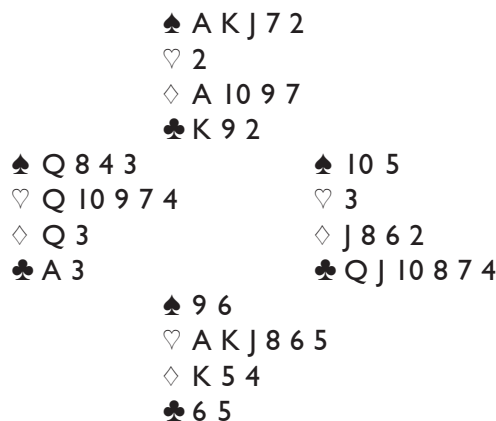 ♠ A K J 7 2
♡ 2
♢ A 10 9 7
♣ K 9 2
♠ Q 8 4 3 ♠ 10 5
♡ Q 10 9 7 4 ♡ 3
♢ Q 3 ♢ J 8 6 2
♣ A 3 ♣ Q J 10 8 7 4
♠ 9 6
♡ A K J 8 6 5
♢ K 5 4
♣ 6 5